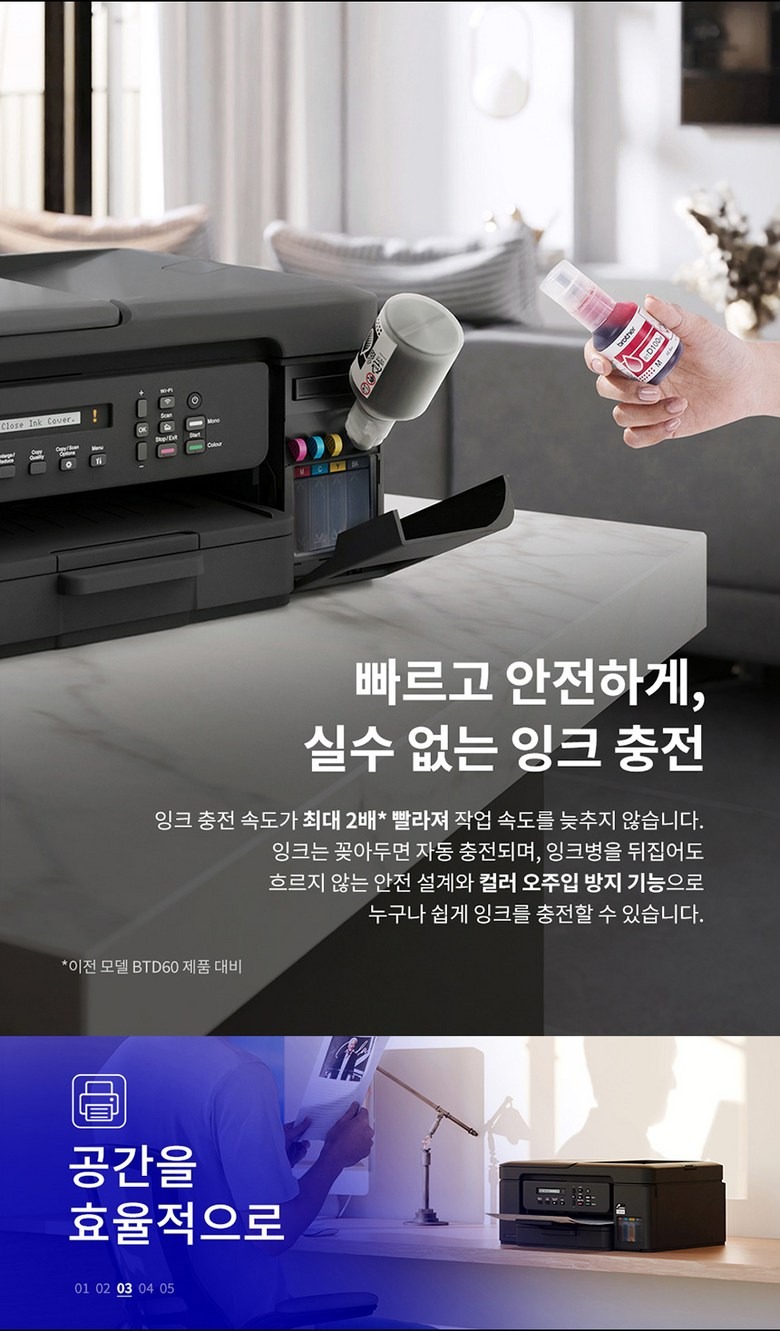 Close Ink Cover.
Wi-Fi
Scan
OK
Mono
Stop/Exit
Start
Colour
Copy
Quality
Copy/Scan
Options
Menu
M C Y BK
brother
D100
M
빠르고 안전하게,
실수 없는 잉크 충전
잉크 충전 속도가 최대 2배* 빨라져 작업 속도를 늦추지 않습니다.
잉크는 꽂아두면 자동 충전되며, 잉크병을 뒤집어도
흐르지 않는 안전 설계와 컬러 오주입 방지 기능으로
누구나 쉽게 잉크를 충전할 수 있습니다.
*이전 모델 BTD60 제품 대비
공간을
효율적으로
01 02 03 04 05